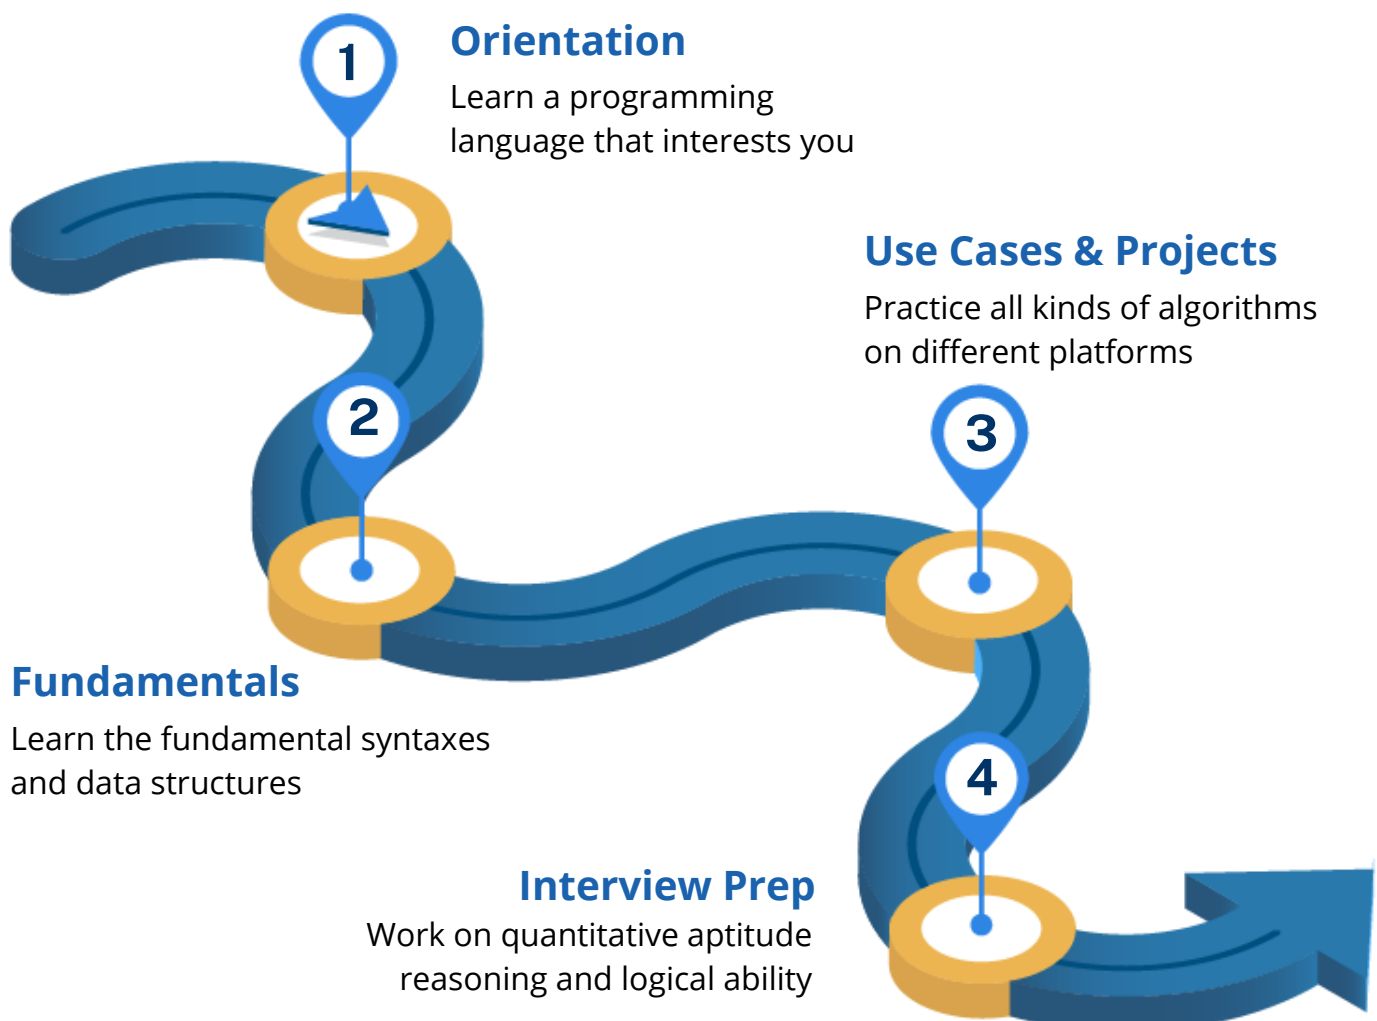 1
Orientation
Learn a programming
language that interests you
2
Fundamentals
Learn the fundamental syntaxes
and data structures
Use Cases & Projects
Practice all kinds of algorithms
on different platforms
3
4
Interview Prep
Work on quantitative aptitude
reasoning and logical ability